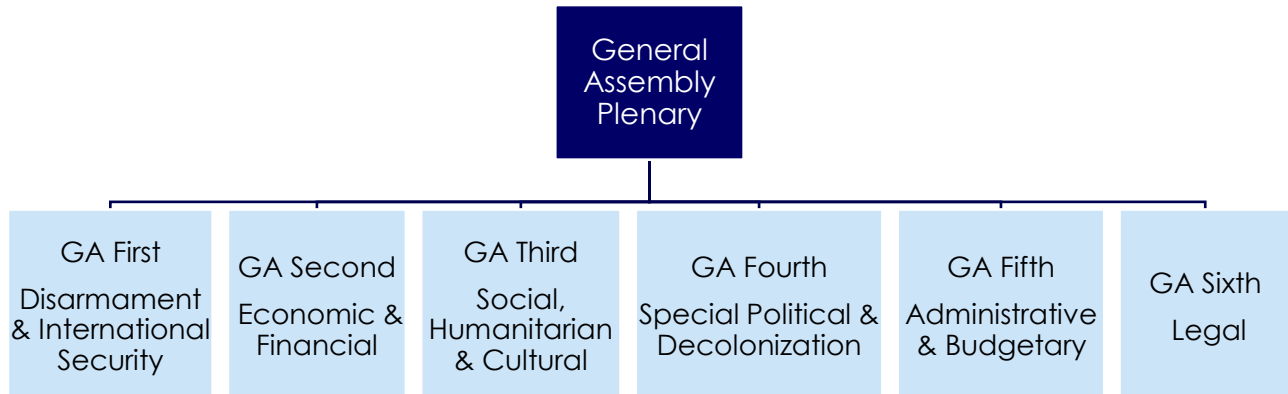 General
Assembly
Plenary
GA First
Disarmament
& International
Security
GA Second
Economic &
Financial
GA Third
Social,
Humanitarian
& Cultural
GA Fourth
Special Political &
Decolonization
GA Fifth
Administrative
& Budgetary
GA Sixth
Legal